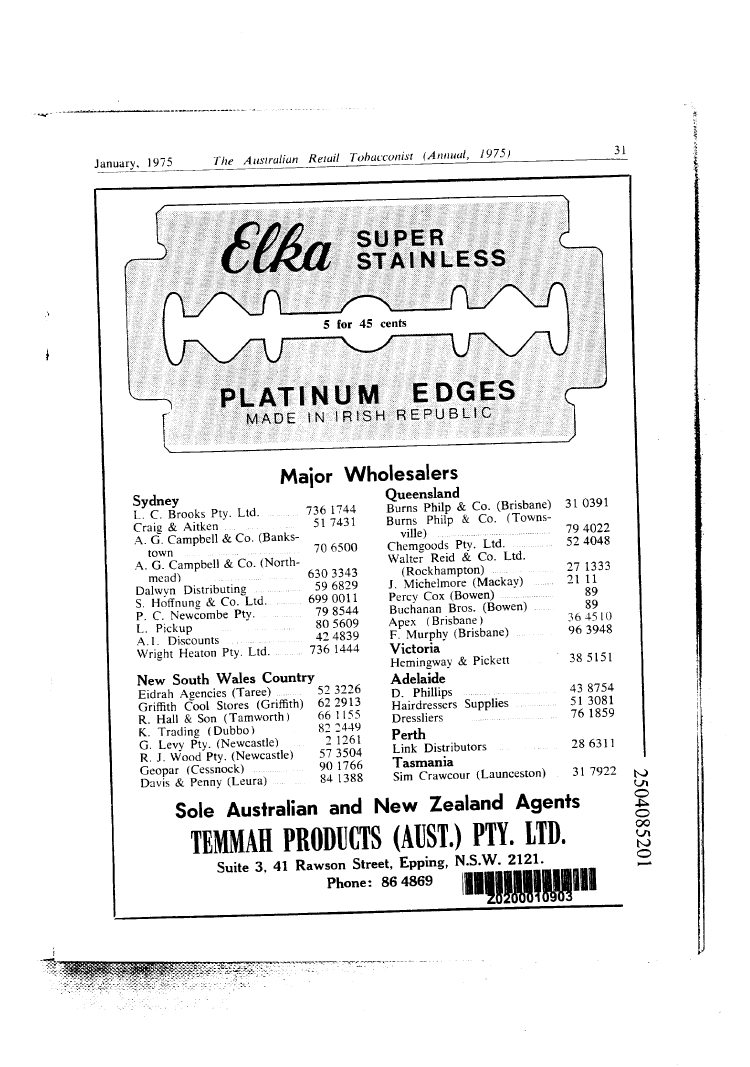 January, 1975 The Australian Retail Tobacconist (Annual, 1975) 31
Elka SUPER
STAINLESS
5 for 45 cents
PLATINUM EDGES
MADE IN IRISH REPUBLIC
Major Wholesalers
Sydney
L. C. Brooks Pty. Ltd. 736 1744
Craig & Aitken 51 7431
A. G. Campbell & Co. (Banks-
town 70 6500
A. G. Campbell & Co. (North-
mead) 630 3343
Dalwyn Distributing 59 6829
S. Hoffnung & Co. Ltd. 699 0011
P. C. Newcombe Pty. 79 8544
L. Pickup 80 5609
A.I. Discounts 42 4839
Wright Heaton Pty. Ltd. 736 1444
New South Wales Country
Eidrah Agencies (Taree) 52 3226
Griffith Cool Stores (Griffith) 62 2913
R. Hall & Son (Tamworth) 66 1155
K. Trading (Dubbo) 82 2449
G. Levy Pty. (Newcastle) 2 1261
R. J. Wood Pty. (Newcastle) 57 3504
Geopar (Cessnock) 90 1766
Davis & Penny (Leura) 84 1388
Queensland
Burns Philp & Co. (Brisbane) 31 0391
Burns Philp & Co. (Towns-
ville) 79 4022
Chemgoods Pty. Ltd. 52 4048
Walter Reid & Co. Ltd.
(Rockhampton) 27 1333
J. Michelmore (Mackay) 21 11
Percy Cox (Bowen) 89
Buchanan Bros. (Bowen) 89
Apex (Brisbane) 36 4510
F. Murphy (Brisbane) 96 3948
Victoria
Hemingway & Pickett 38 5151
Adelaide
D. Phillips 43 8754
Hairdressers Supplies 51 3081
Dressliers 76 1859
Perth
Link Distributors 28 6311
Tasmania
Sim Crawcour (Launceston) 31 7922
Sole Australian and New Zealand Agents
TEMMAH PRODUCTS (AUST.) PTY. LTD.
Suite 3, 41 Rawson Street, Epping, N.S.W. 2121.
Phone: 86 4869
Z0200010903
2504085201